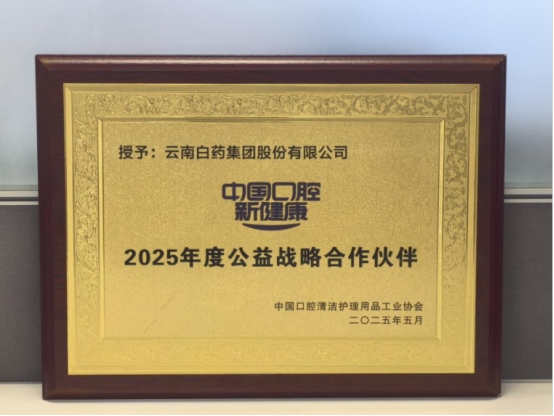 授予：云南白药集团股份有限公司
中国口腔
新健康
2025年度公益战略合作伙伴
中国口腔清洁护理用品工业协会
二〇二五年五月